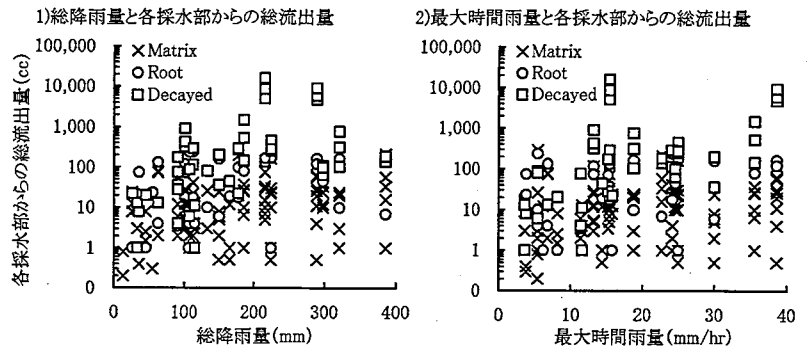 1)総降雨量と各採水部からの総流出量
2)最大時間雨量と各採水部からの総流出量
各採水部からの総流出量(cc)
100,000
10,000
1,000
100
10
1
0
×Matrix
○Root
□Decayed
0 100 200 300 400
総降雨量(mm)
100,000
10,000
1,000
100
10
1
0
×Matrix
○Root
□Decayed
0 10 20 30 40
最大時間雨量(mm/hr)